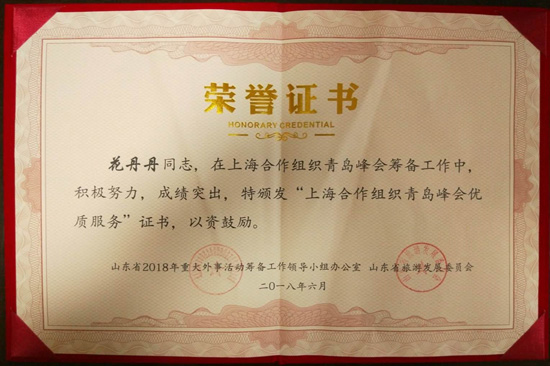 荣誉证书
HONORARY CREDENTIAL
花丹丹同志，在上海合作组织青岛峰会筹备工作中，
积极努力，成绩突出，特颁发“上海合作组织青岛峰会优
质服务”证书，以资鼓励。
山东省2018年重大外事活动筹备工作领导小组办公室 山东省旅游发展委员会
二〇一八年六月